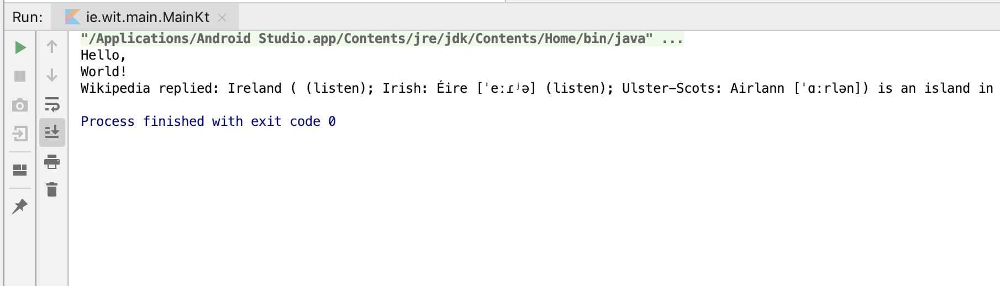 Run: ie.wit.main.MainKt
"/Applications/Android Studio.app/Contents/jre/jdk/Contents/Home/bin/java" ...
Hello,
World!
Wikipedia replied: Ireland ( (listen); Irish: Éire [ˈeːɾʲə] (listen); Ulster-Scots: Airlann [ˈɑːrlən]) is an island in
Process finished with exit code 0